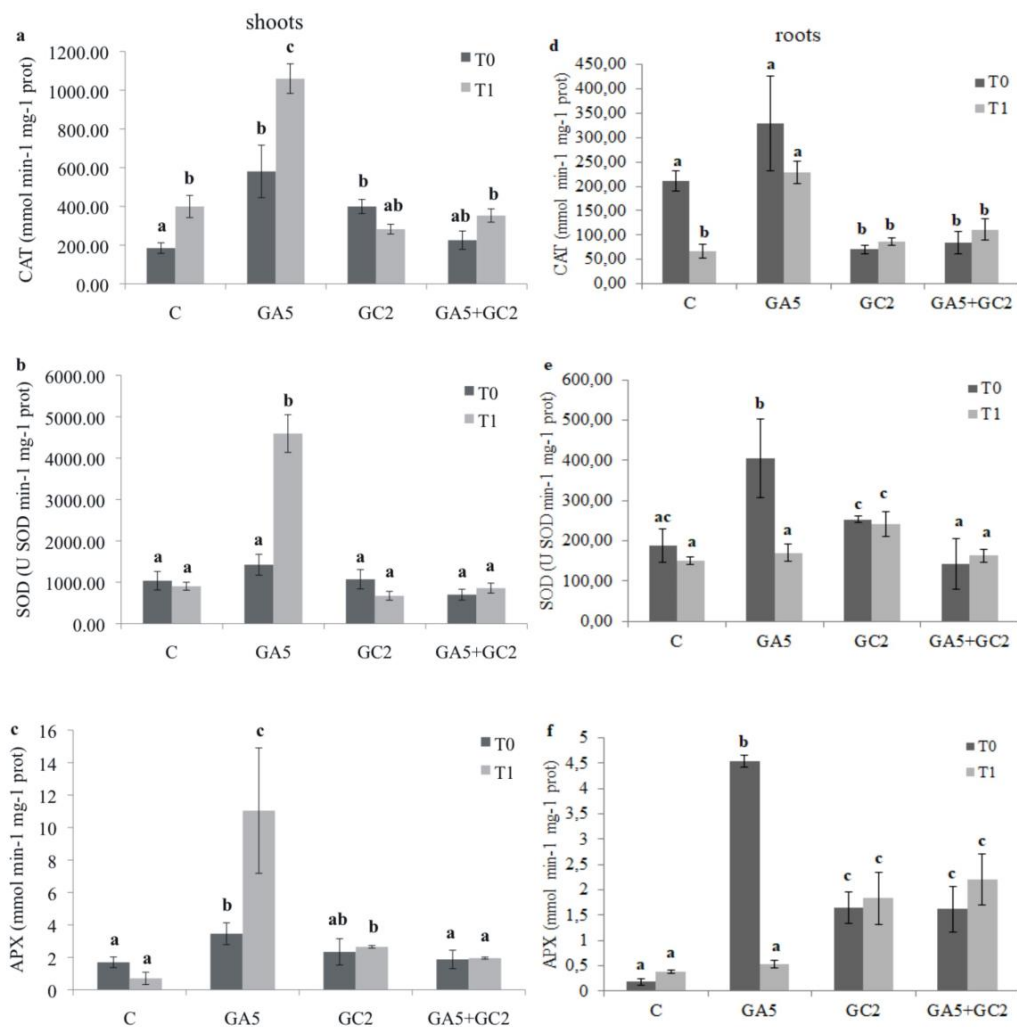 shoots
a
CAT (mmol min-1 mg-1 prot)
1200.00
1000.00
800.00
600.00
400.00
200.00
0.00
a
b
b
c
b
ab
ab
b
T0
T1
C GA5 GC2 GA5+GC2
roots
d
CAT (mmol min-1 mg-1 prot)
450,00
400,00
350,00
300,00
250,00
200,00
150,00
100,00
50,00
0,00
a
b
a
a
b
b
b
b
T0
T1
C GA5 GC2 GA5+GC2
b
SOD (U SOD min-1 mg-1 prot)
6000.00
5000.00
4000.00
3000.00
2000.00
1000.00
0.00
a
a
a
b
a
a
a
a
T0
T1
C GA5 GC2 GA5+GC2
e
SOD (U SOD min-1 mg-1 prot)
600,00
500,00
400,00
300,00
200,00
100,00
0,00
ac
a
b
a
c
c
a
a
T0
T1
C GA5 GC2 GA5+GC2
c
APX (mmol min-1 mg-1 prot)
16
14
12
10
8
6
4
2
0
a
a
b
c
ab
b
a
a
T0
T1
C GA5 GC2 GA5+GC2
f
APX (mmol min-1 mg-1 prot)
5
4,5
4
3,5
3
2,5
2
1,5
1
0,5
0
a
a
b
a
c
c
c
c
T0
T1
C GA5 GC2 GA5+GC2